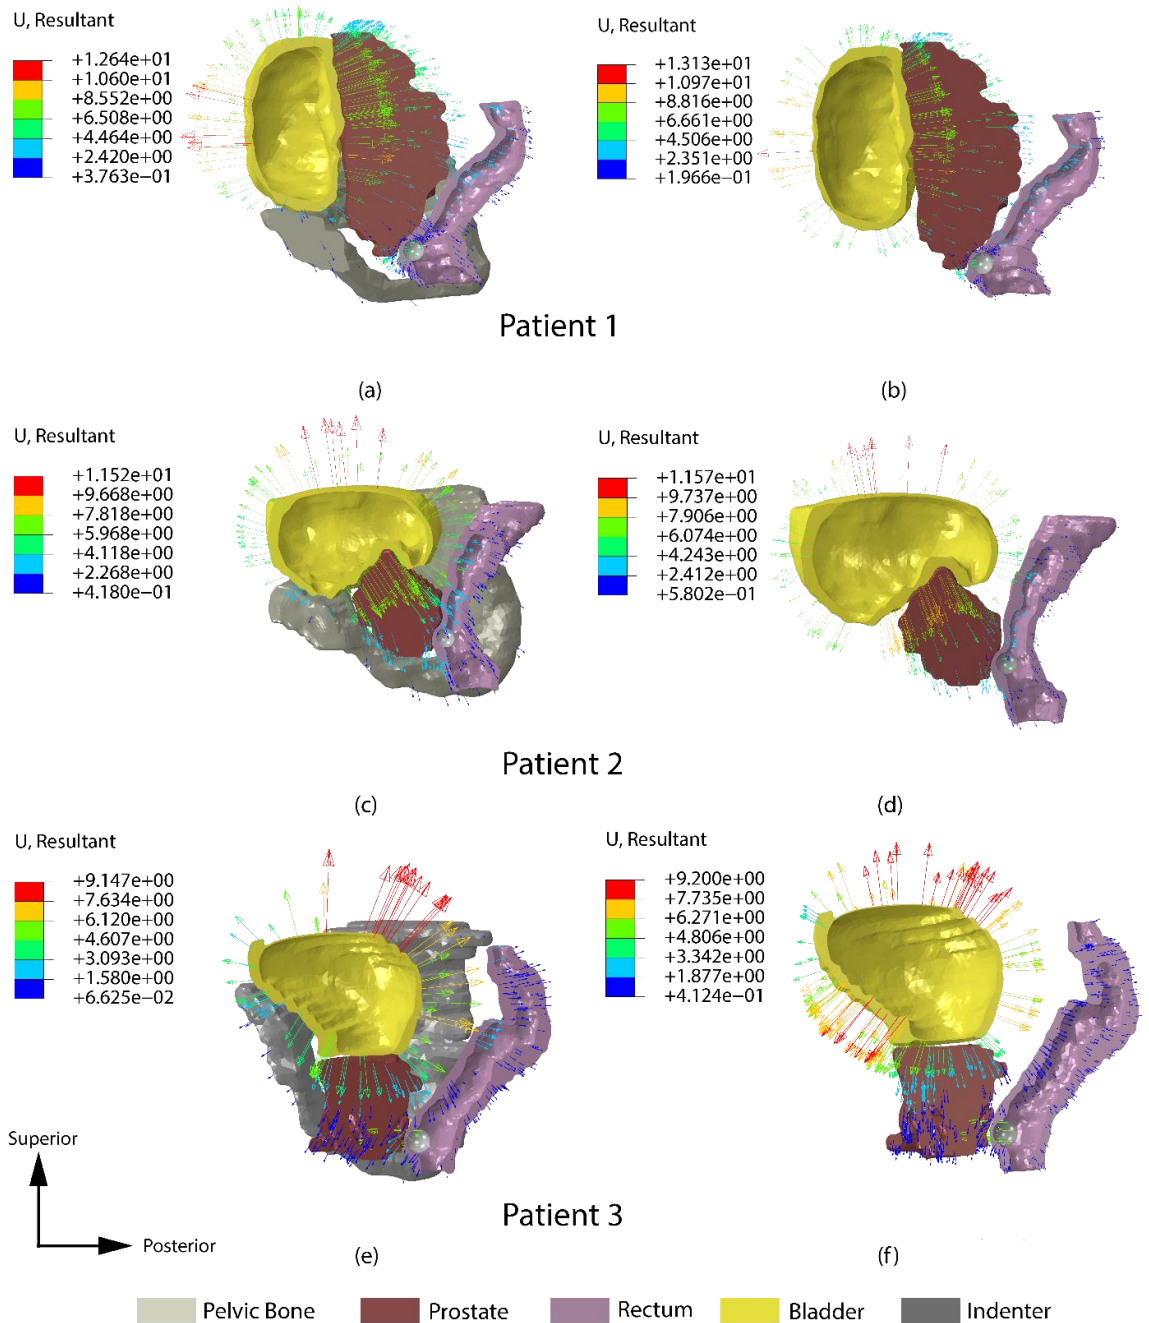 U, Resultant
+1.264e+01
+1.060e+01
+8.552e+00
+6.508e+00
+4.464e+00
+2.420e+00
+3.763e−01
U, Resultant
+1.313e+01
+1.097e+01
+8.816e+00
+6.661e+00
+4.506e+00
+2.351e+00
+1.966e−01
Patient 1
(a)
(b)
U, Resultant
+1.152e+01
+9.668e+00
+7.818e+00
+5.968e+00
+4.118e+00
+2.268e+00
+4.180e−01
U, Resultant
+1.157e+01
+9.737e+00
+7.906e+00
+6.074e+00
+4.243e+00
+2.412e+00
+5.802e−01
Patient 2
(c)
(d)
U, Resultant
+9.147e+00
+7.634e+00
+6.120e+00
+4.607e+00
+3.093e+00
+1.580e+00
+6.625e−02
U, Resultant
+9.200e+00
+7.735e+00
+6.271e+00
+4.806e+00
+3.342e+00
+1.877e+00
+4.124e−01
Superior
Posterior
Patient 3
(e)
(f)
Pelvic Bone
Prostate
Rectum
Bladder
Indenter